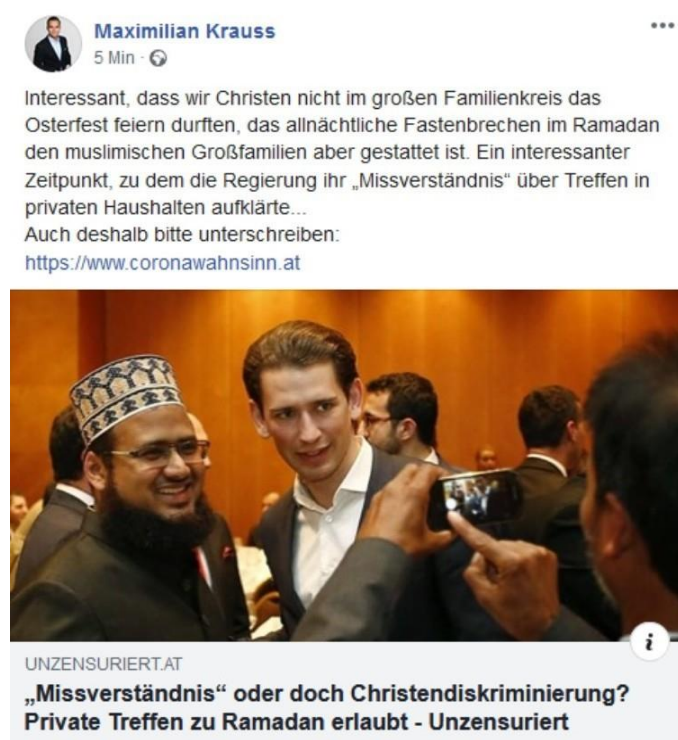 Maximilian Krauss
5 Min ·
Interessant, dass wir Christen nicht im großen Familienkreis das
Osterfest feiern durften, das allnächtliche Fastenbrechen im Ramadan
den muslimischen Großfamilien aber gestattet ist. Ein interessanter
Zeitpunkt, zu dem die Regierung ihr „Missverständnis" über Treffen in
privaten Haushalten aufklärte...
Auch deshalb bitte unterschreiben:
https://www.coronawahnsinn.at
UNZENSURIERT.AT
„Missverständnis" oder doch Christendiskriminierung?
Private Treffen zu Ramadan erlaubt - Unzensuriert